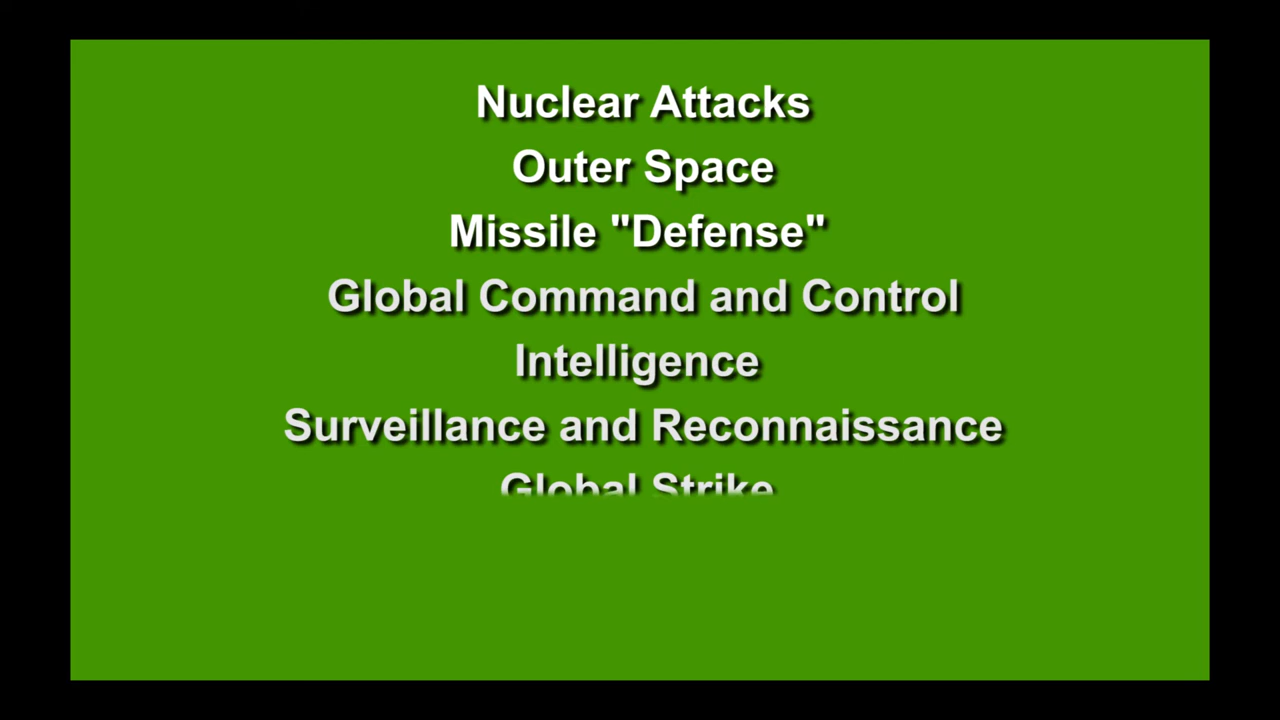 Nuclear Attacks
Outer Space
Missile "Defense"
Global Command and Control
Intelligence
Surveillance and Reconnaissance
Global Strike